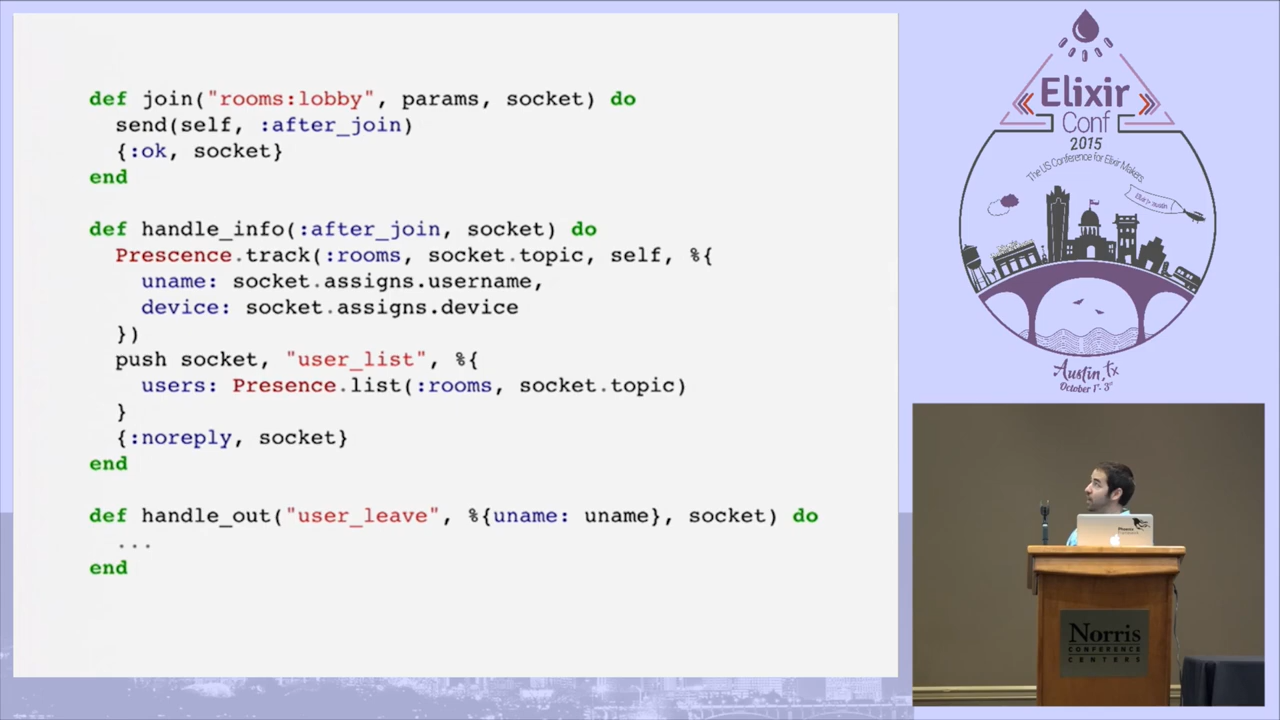 def join("rooms:lobby", params, socket) do
  send(self, :after_join)
  {:ok, socket}
end
def handle_info(:after_join, socket) do
  Prescence.track(:rooms, socket.topic, self, %{
    uname: socket.assigns.username,
    device: socket.assigns.device
  })
  push socket, "user_list", %{
    users: Presence.list(:rooms, socket.topic)
  }
  {:noreply, socket}
end
def handle_out("user_leave", %{uname: uname}, socket) do
  ...
end
Elixir
Conf
2015
The US Conference for Elixir Makers
Austin, Tx
October 1st - 3rd
Norris
CONFERENCE
CENTERS